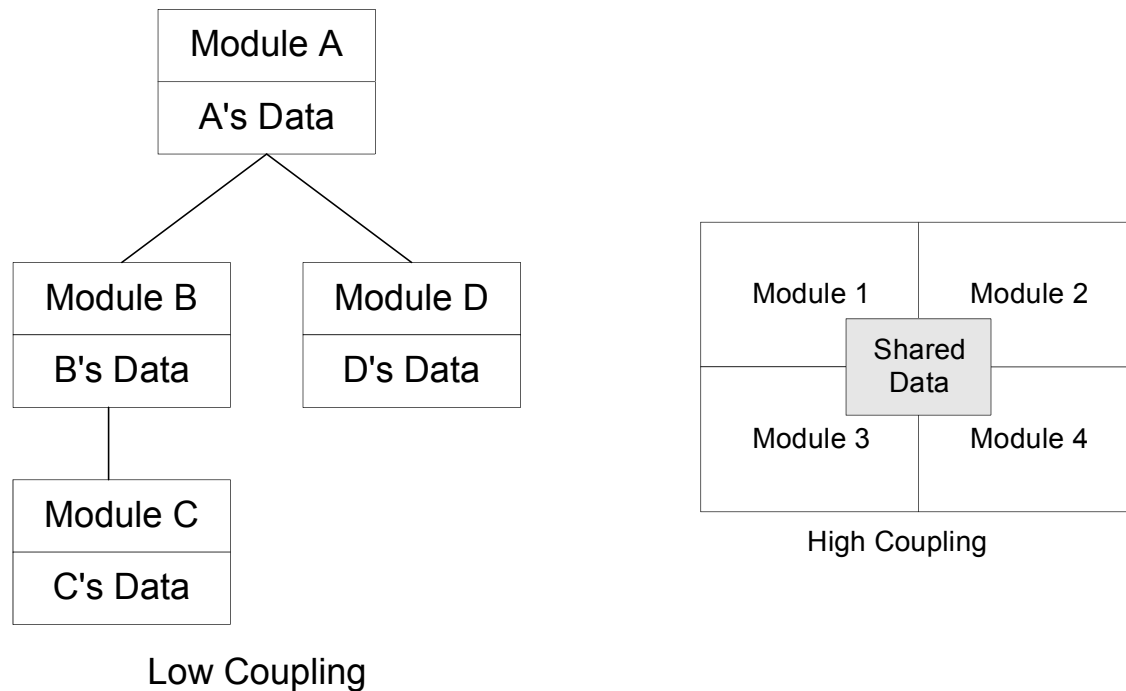 Module A
A's Data
Module B
B's Data
Module D
D's Data
Module C
C's Data
Low Coupling
Module 1
Module 2
Shared
Data
Module 3
Module 4
High Coupling